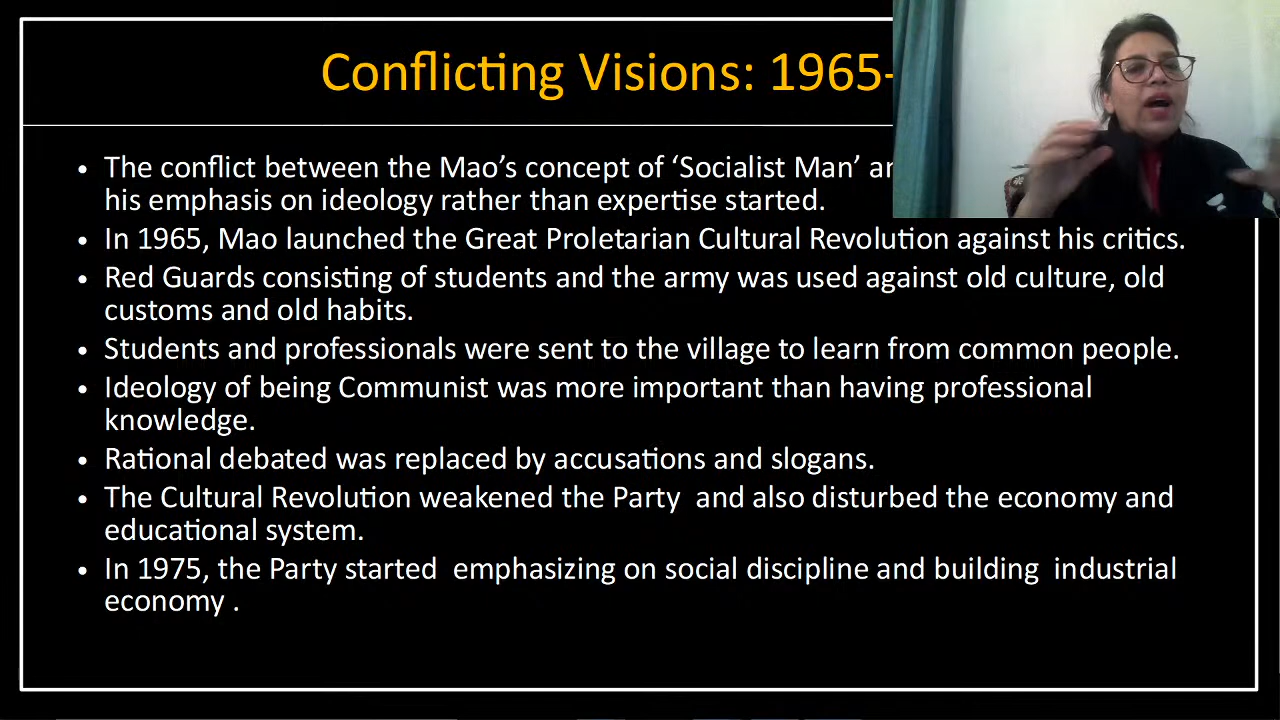 Conflicting Visions: 1965-
• The conflict between the Mao’s concept of ‘Socialist Man’
his emphasis on ideology rather than expertise started.
• In 1965, Mao launched the Great Proletarian Cultural Revolution against his critics.
• Red Guards consisting of students and the army was used against old culture, old
customs and old habits.
• Students and professionals were sent to the village to learn from common people.
• Ideology of being Communist was more important than having professional
knowledge.
• Rational debated was replaced by accusations and slogans.
• The Cultural Revolution weakened the Party  and also disturbed the economy and
educational system.
• In 1975, the Party started  emphasizing on social discipline and building  industrial
economy .